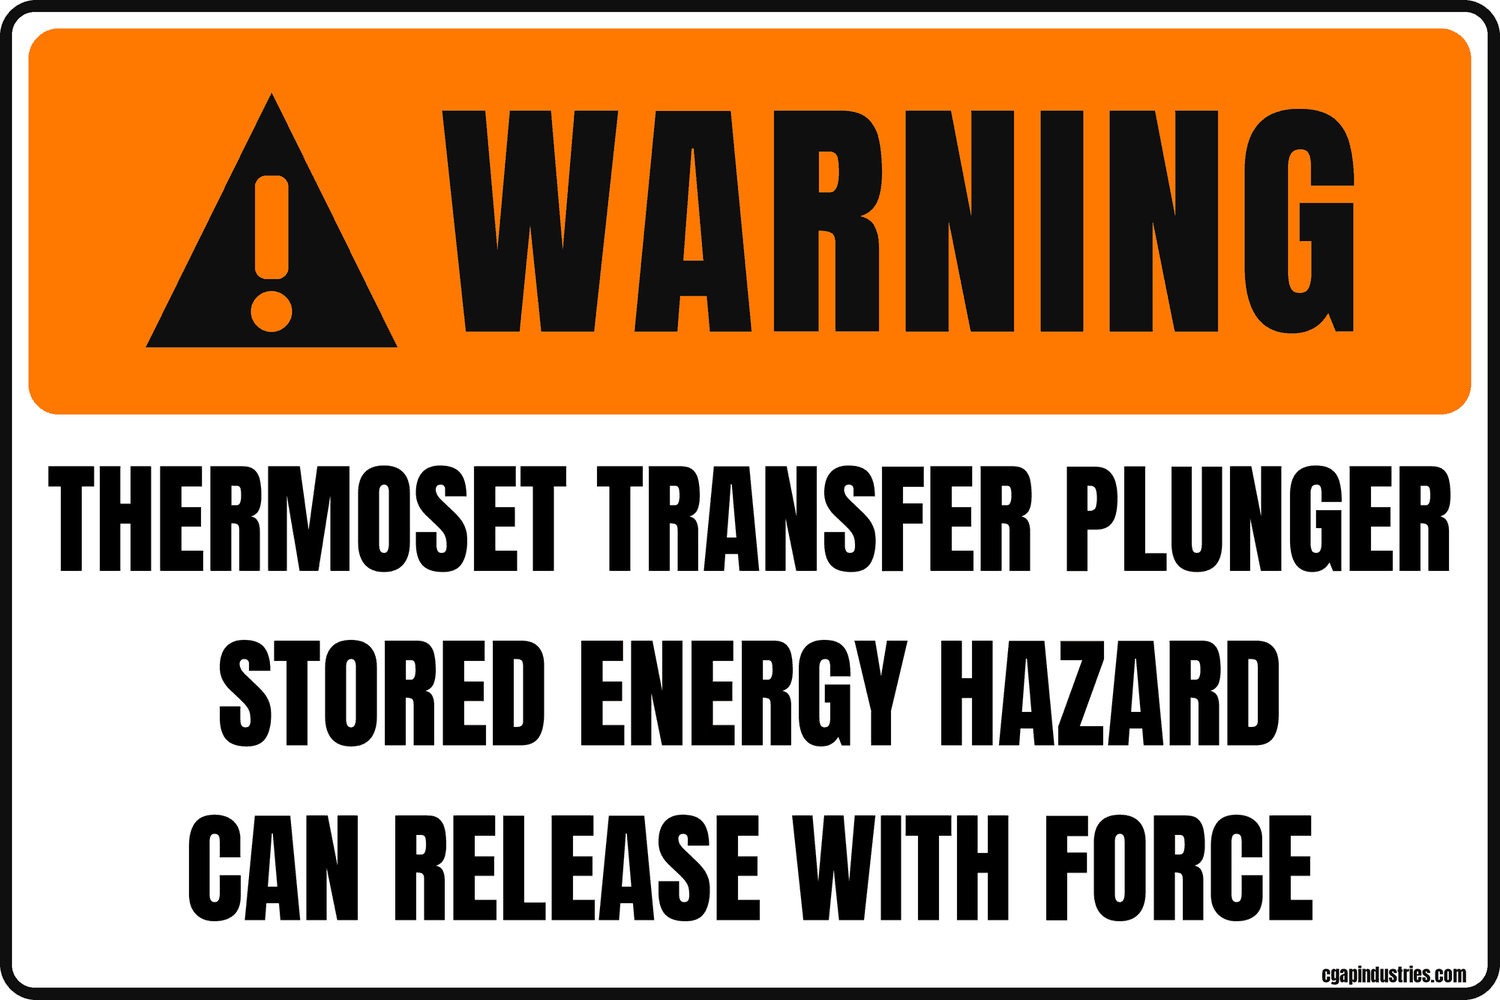 WARNING
THERMOSET TRANSFER PLUNGER
STORED ENERGY HAZARD
CAN RELEASE WITH FORCE
cgapindustries.com